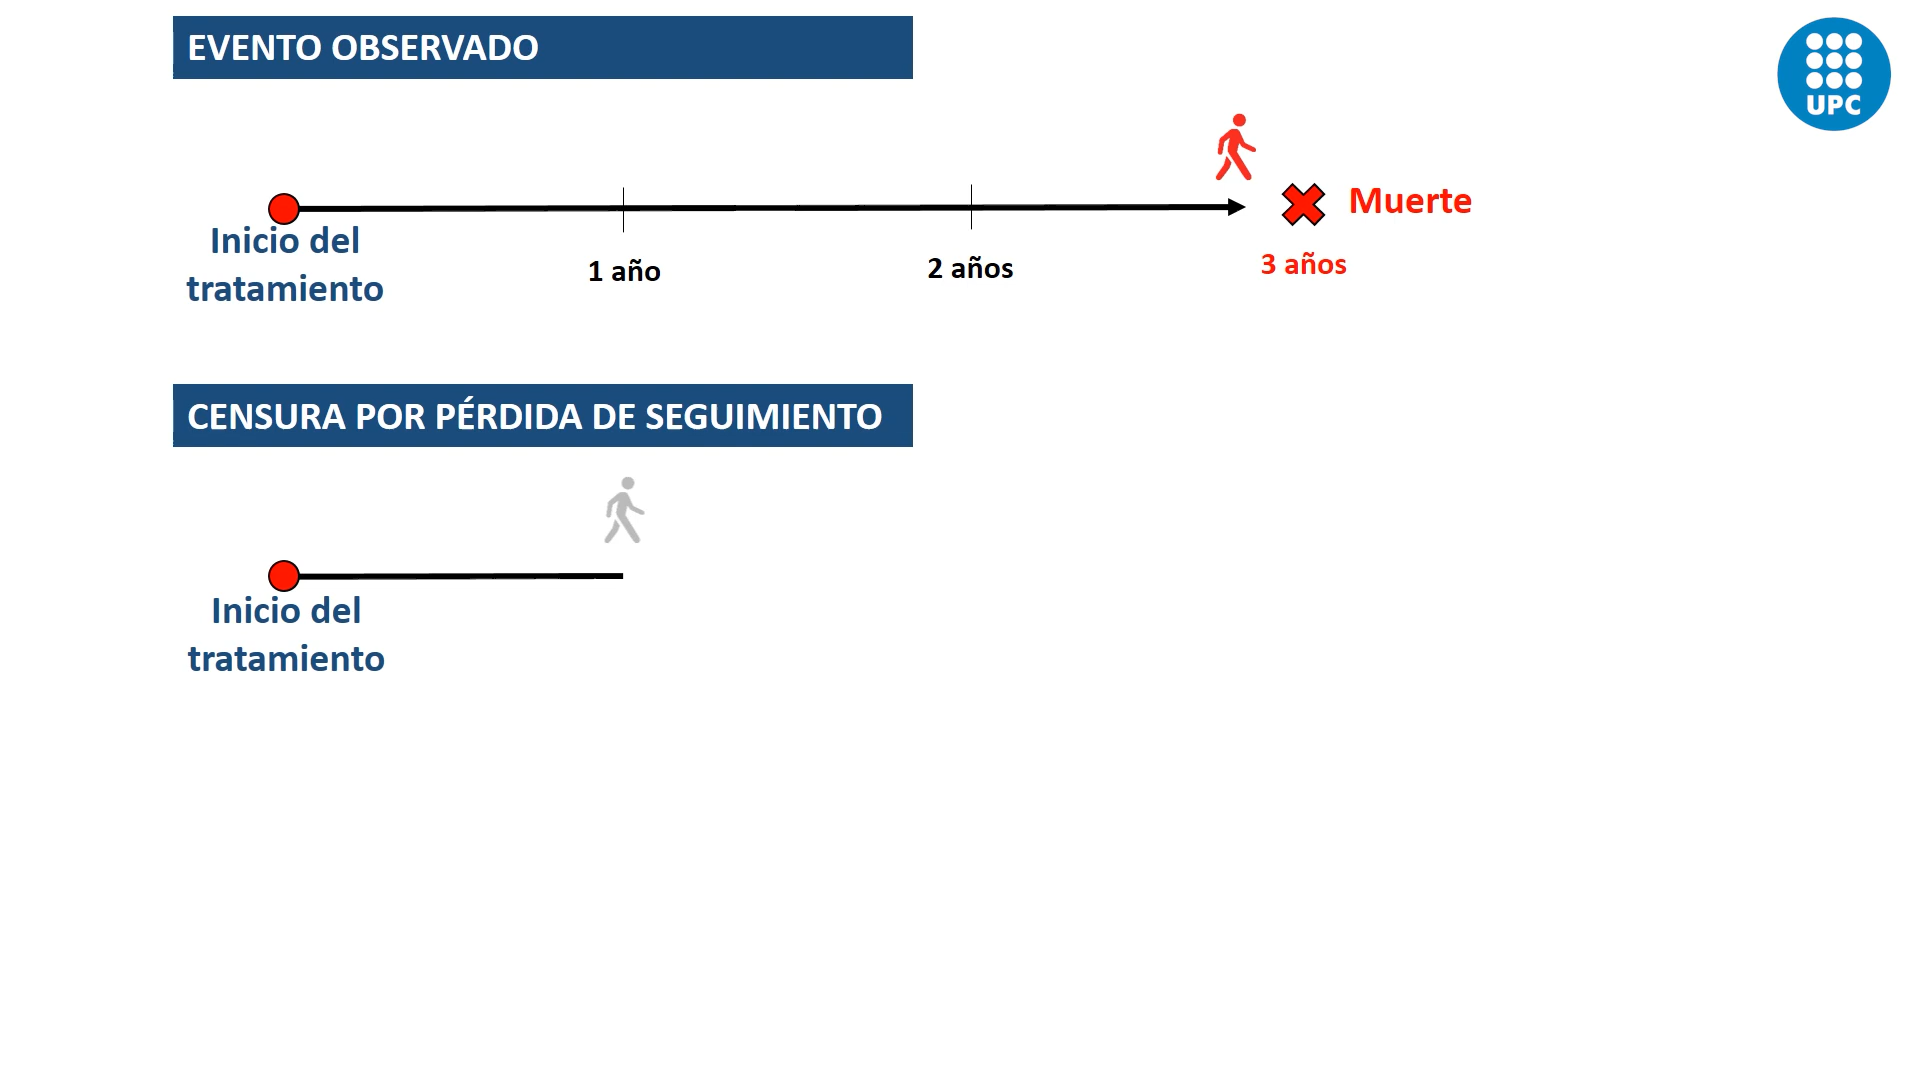 EVENTO OBSERVADO
UPC
Muerte
Inicio del
tratamiento
1 año
2 años
3 años
CENSURA POR PÉRDIDA DE SEGUIMIENTO
Inicio del
tratamiento